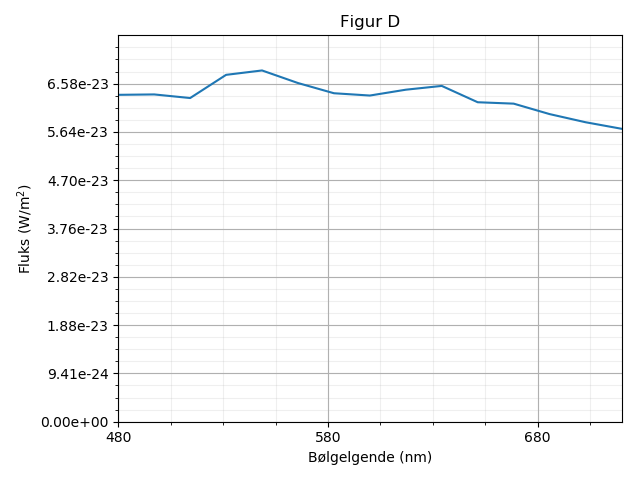 Figur D
Fluks (W/m²)
6.58e-23
5.64e-23
4.70e-23
3.76e-23
2.82e-23
1.88e-23
9.41e-24
0.00e+00
480 580 680
Bølgelgende (nm)